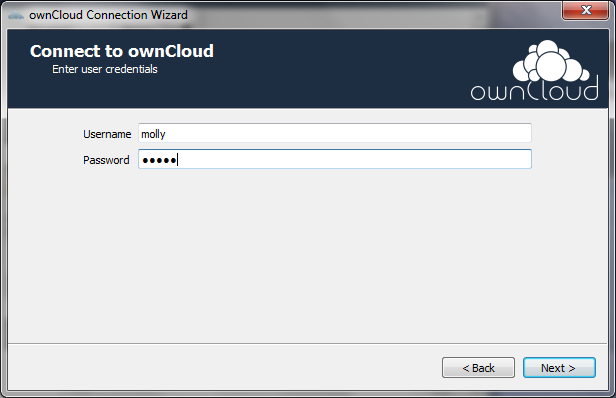 ownCloud Connection Wizard
Connect to ownCloud
Enter user credentials
ownCloud
Username molly
Password ●●●●●
< Back Next >